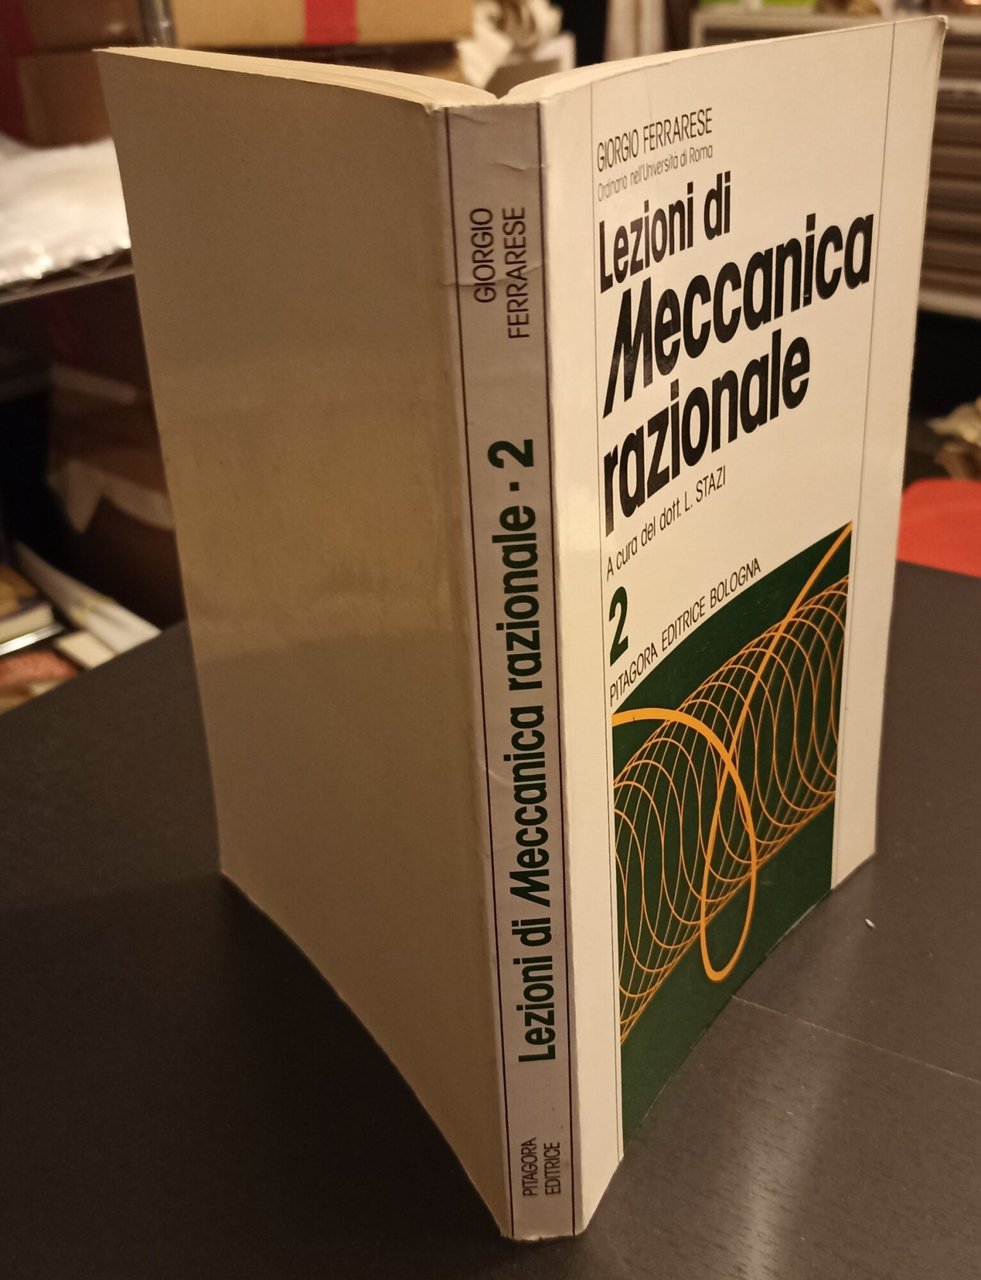 GIORGIO
FERRARESE
Lezioni di Meccanica razionale · 2
PITAGORA
EDITRICE
GIORGIO FERRARESE
Ordinario nell'Università di Roma
Lezioni di
Meccanica
razionale
A cura del dott. L. STAZI
2
PITAGORA EDITRICE BOLOGNA